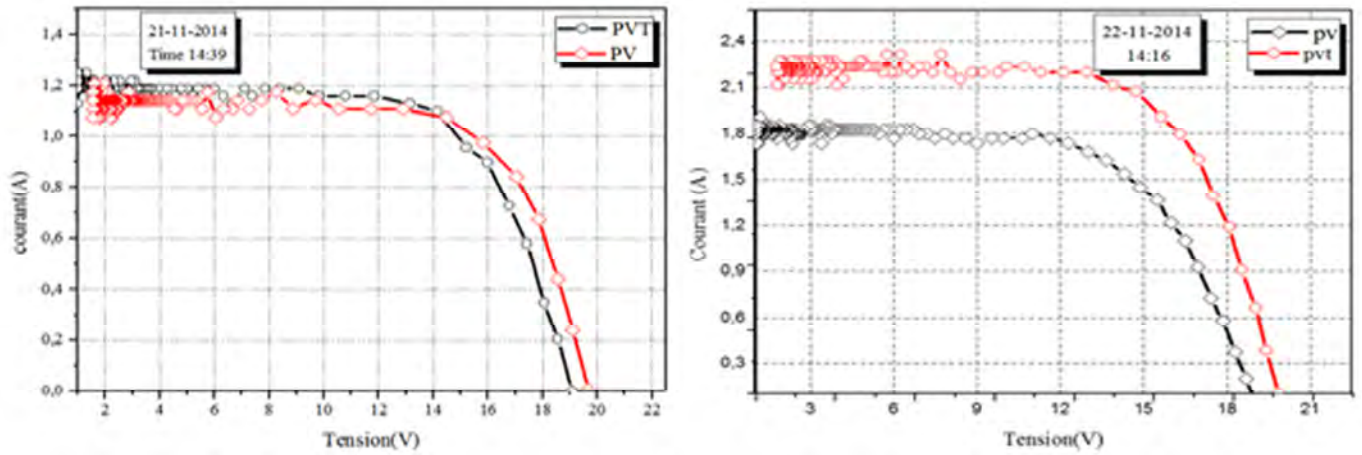 21-11-2014
Time 14:39
PVT
PV
1,4
1,2
1,0
0,8
0,6
0,4
0,2
0,0
courant(A)
2 4 6 8 10 12 14 16 18 20 22
Tension(V)
22-11-2014
14:16
pv
pvt
2,4
2,1
1,8
1,5
1,2
0,9
0,6
0,3
Courant (A)
3 6 9 12 15 18 21
Tension(V)